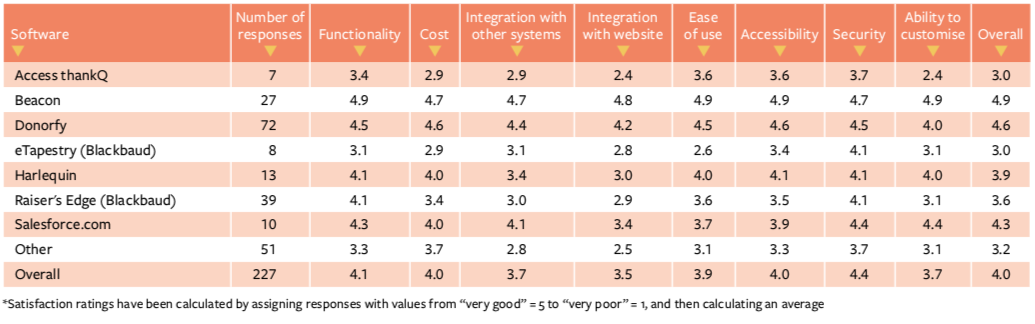 Software Number of responses Functionality Cost Integration with other systems Integration with website Ease of use Accessibility Security Ability to customise Overall
Access thankQ 7 3.4 2.9 2.9 2.4 3.6 3.6 3.7 2.4 3.0
Beacon 27 4.9 4.7 4.7 4.8 4.9 4.9 4.7 4.9 4.9
Donorfy 72 4.5 4.6 4.4 4.2 4.5 4.6 4.5 4.0 4.6
eTapestry (Blackbaud) 8 3.1 2.9 3.1 2.8 2.6 3.4 4.1 3.1 3.0
Harlequin 13 4.1 4.0 3.4 3.0 4.0 4.1 4.1 4.0 3.9
Raiser’s Edge (Blackbaud) 39 4.1 3.4 3.0 2.9 3.6 3.5 4.1 3.1 3.6
Salesforce.com 10 4.3 4.0 4.1 3.4 3.7 3.9 4.4 4.4 4.3
Other 51 3.3 3.7 2.8 2.5 3.1 3.3 3.7 3.1 3.2
Overall 227 4.1 4.0 3.7 3.5 3.9 4.0 4.4 3.7 4.0
*Satisfaction ratings have been calculated by assigning responses with values from “very good” = 5 to “very poor” = 1, and then calculating an average